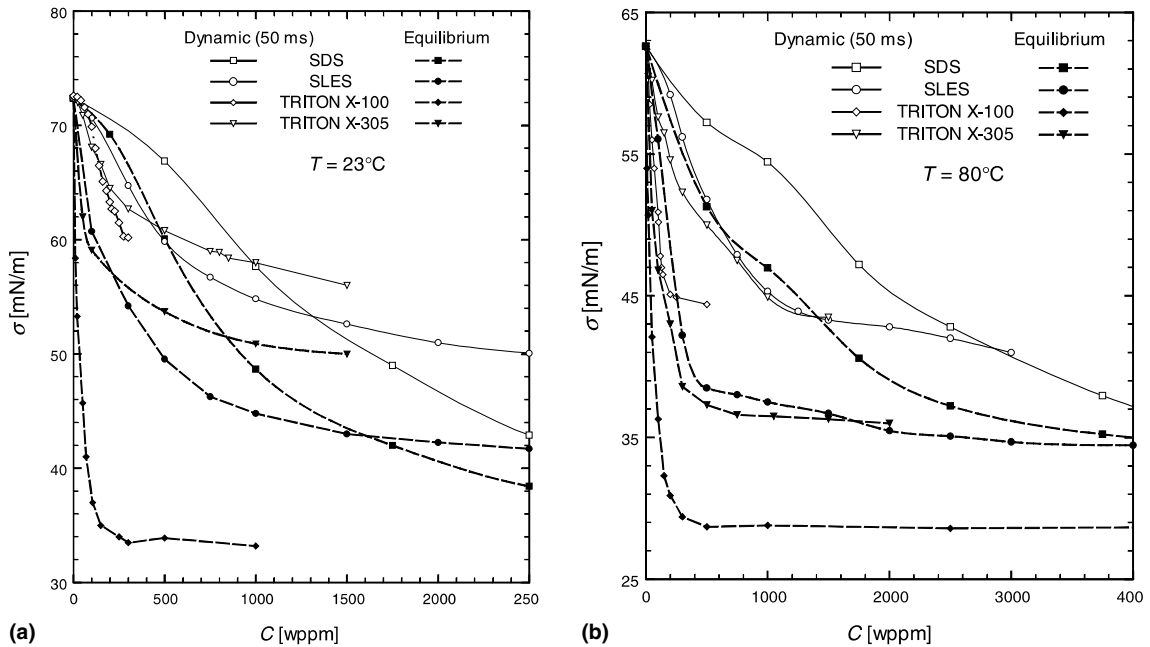 80
70
60
50
40
30
σ [mN/m]
Dynamic (50 ms) Equilibrium
SDS
SLES
TRITON X-100
TRITON X-305
T = 23°C
0 500 1000 1500 2000 250
C [wppm]
(a)
65
55
45
35
25
σ [mN/m]
Dynamic (50 ms) Equilibrium
SDS
SLES
TRITON X-100
TRITON X-305
T = 80°C
0 1000 2000 3000 400
C [wppm]
(b)